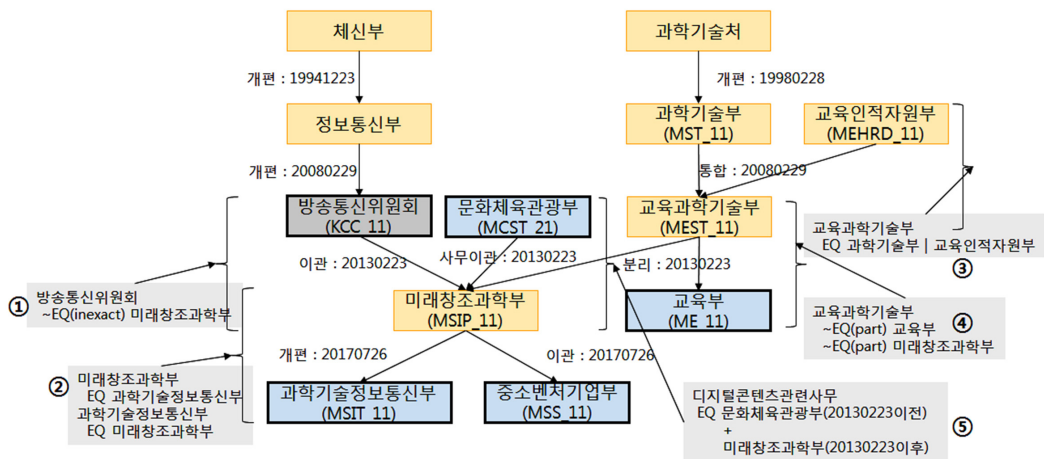 체신부
과학기술처
개편 : 19941223
개편 : 19980228
정보통신부
과학기술부
(MST_11)
교육인적자원부
(MEHRD_11)
개편 : 20080229
통합 : 20080229
방송통신위원회
(KCC_11)
문화체육관광부
(MCST_21)
교육과학기술부
(MEST_11)
교육과학기술부
EQ 과학기술부 | 교육인적자원부
③
이관 : 20130223
사무이관 : 20130223
분리 : 20130223
①
방송통신위원회
~EQ(inexact) 미래창조과학부
미래창조과학부
(MSIP_11)
교육부
(ME_11)
교육과학기술부
~EQ(part) 교육부
~EQ(part) 미래창조과학부
④
개편 : 20170726
이관 : 20170726
②
미래창조과학부
EQ 과학기술정보통신부
과학기술정보통신부
EQ 미래창조과학부
과학기술정보통신부
(MSIT_11)
중소벤처기업부
(MSS_11)
디지털콘텐츠관련사무
EQ 문화체육관광부(20130223이전)
+
미래창조과학부(20130223이후)
⑤